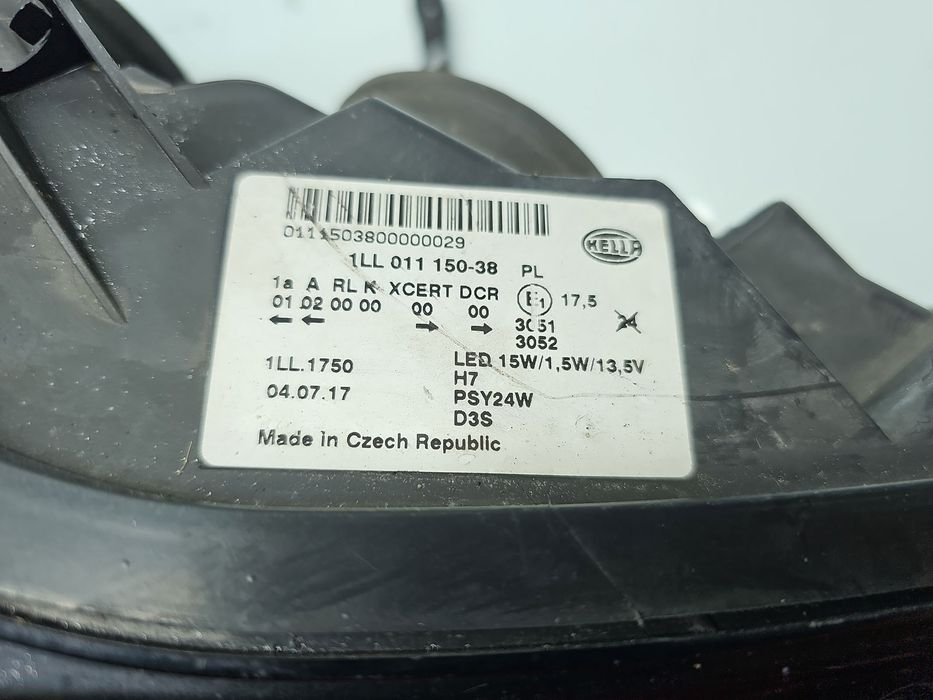 0111503800000029
HELLA
1LL 011 150-38 PL
1a A RL K XCERT DCR E1 17,5
01 02 00 00 00 00
← ← → → 3051
3052
1LL.1750 LED 15W/1,5W/13,5V
H7
04.07.17 PSY24W
D3S
Made in Czech Republic